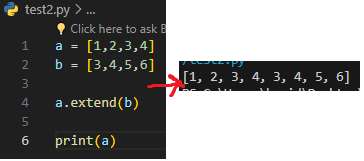 test2.py > ...
Click here to ask B
1 a = [1,2,3,4]
2 b = [3,4,5,6]
3
4 a.extend(b)
5
6 print(a)
/test2.py
[1, 2, 3, 4, 3, 4, 5, 6]